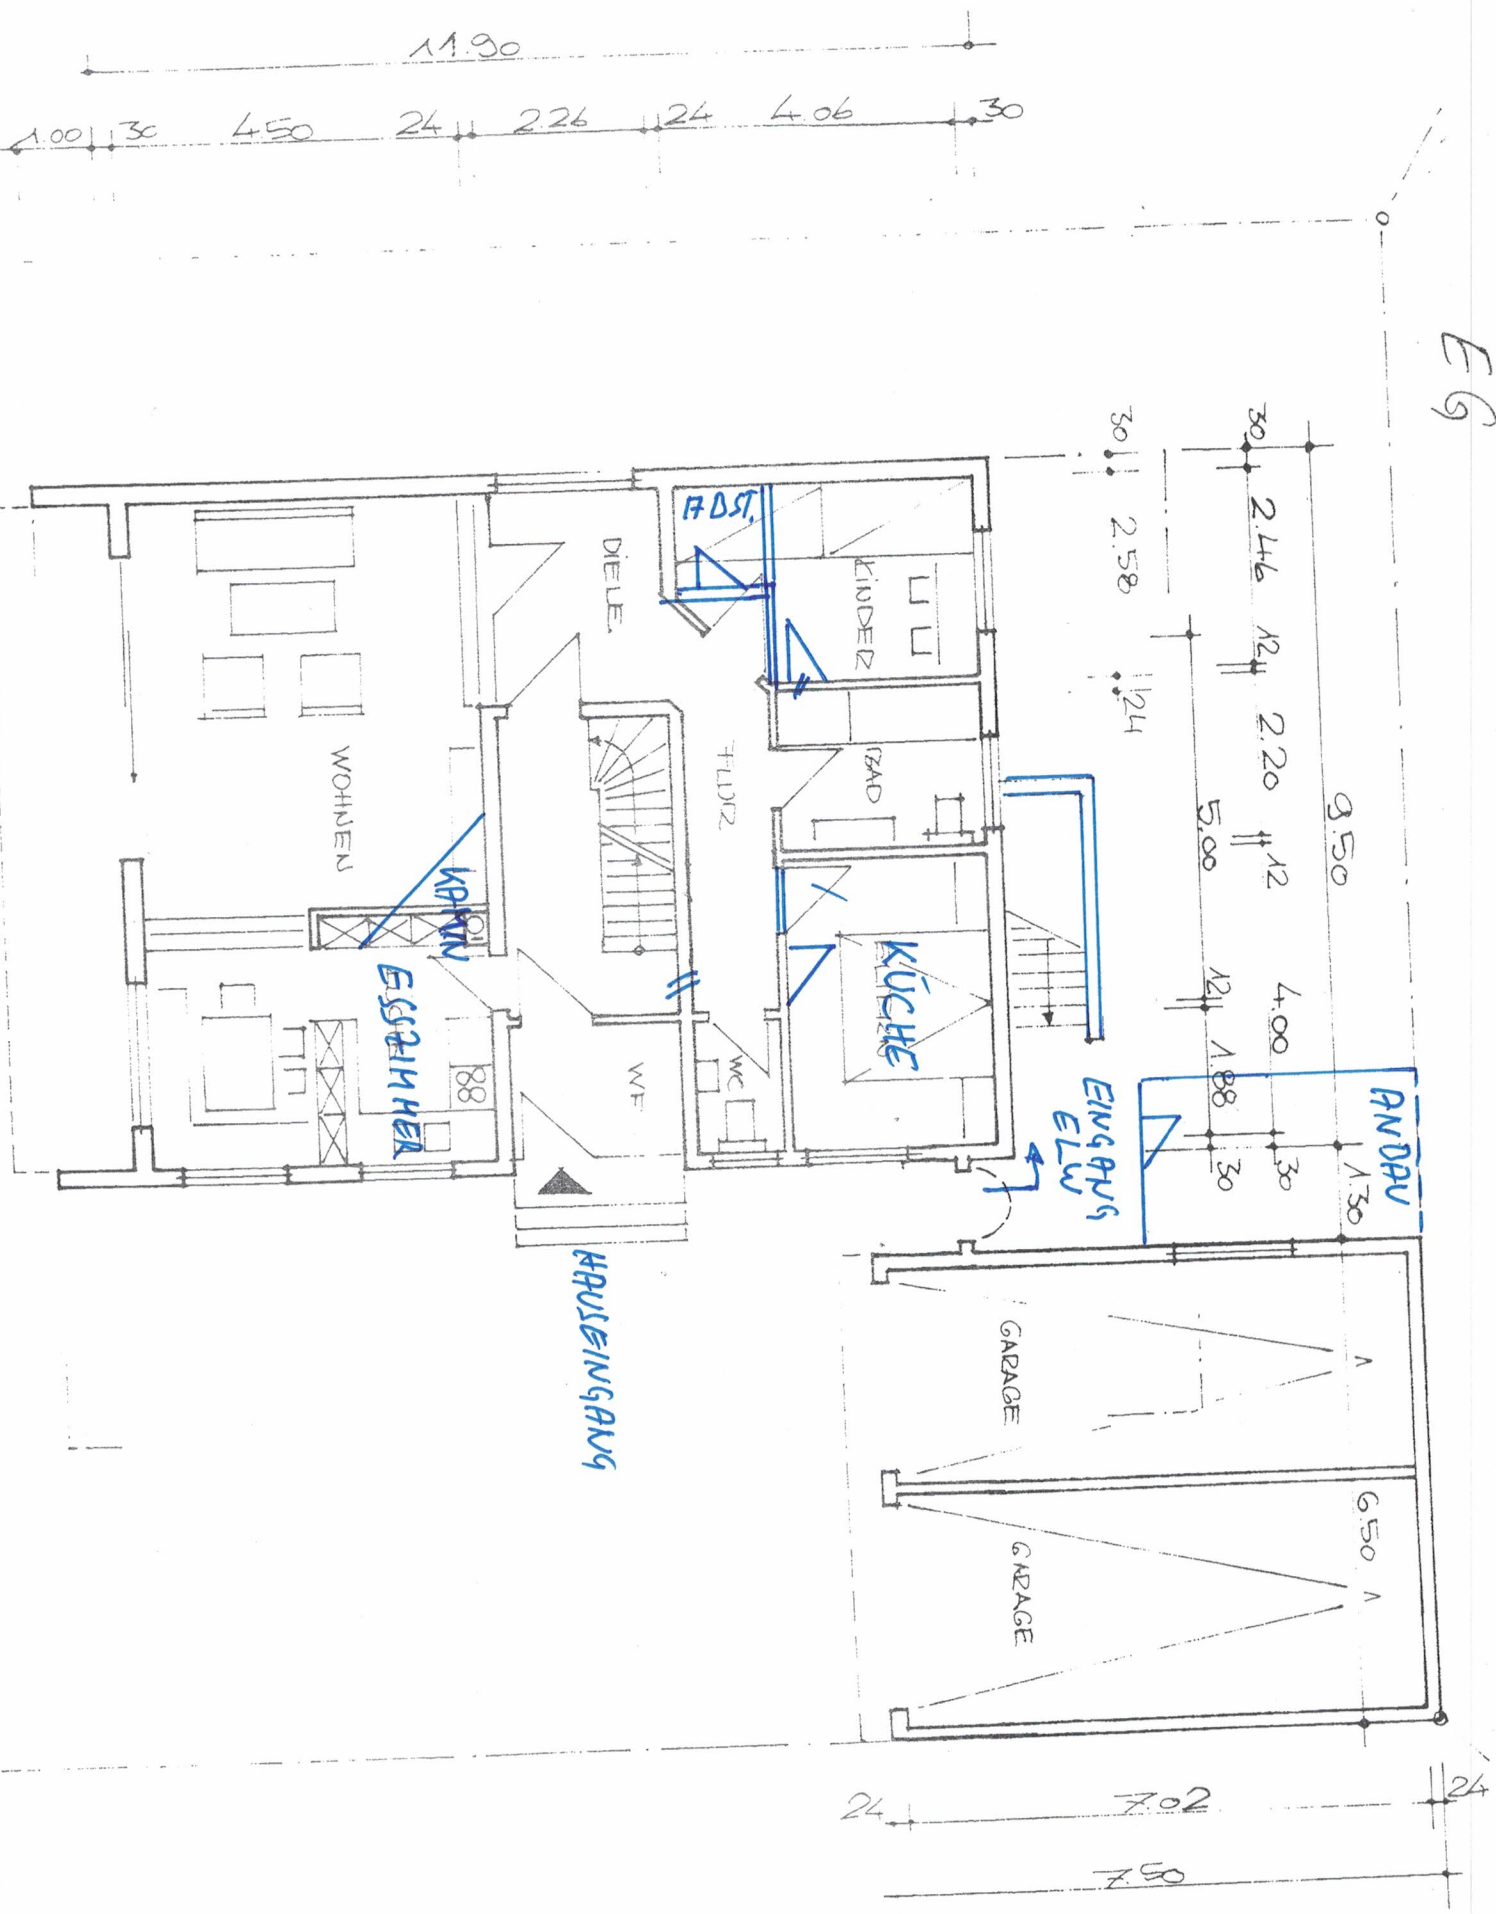 EG
11.90
1.00 30 4.50 24 2.26 24 4.06 30
9.50 1.30 6.50
30 2.46 12 2.20 12 4.00 30
5.00 12 1.88 30
30 2.58 24
ANBAU
EINGANG
ELW
KINDER
BAD
KÜCHE
ABST.
FLUR
WC
DIELE
WF
HAUSEINGANG
WOHNEN
KAMIN
ESSZIMMER
GARAGE
GARAGE
24 7.02 24
7.50